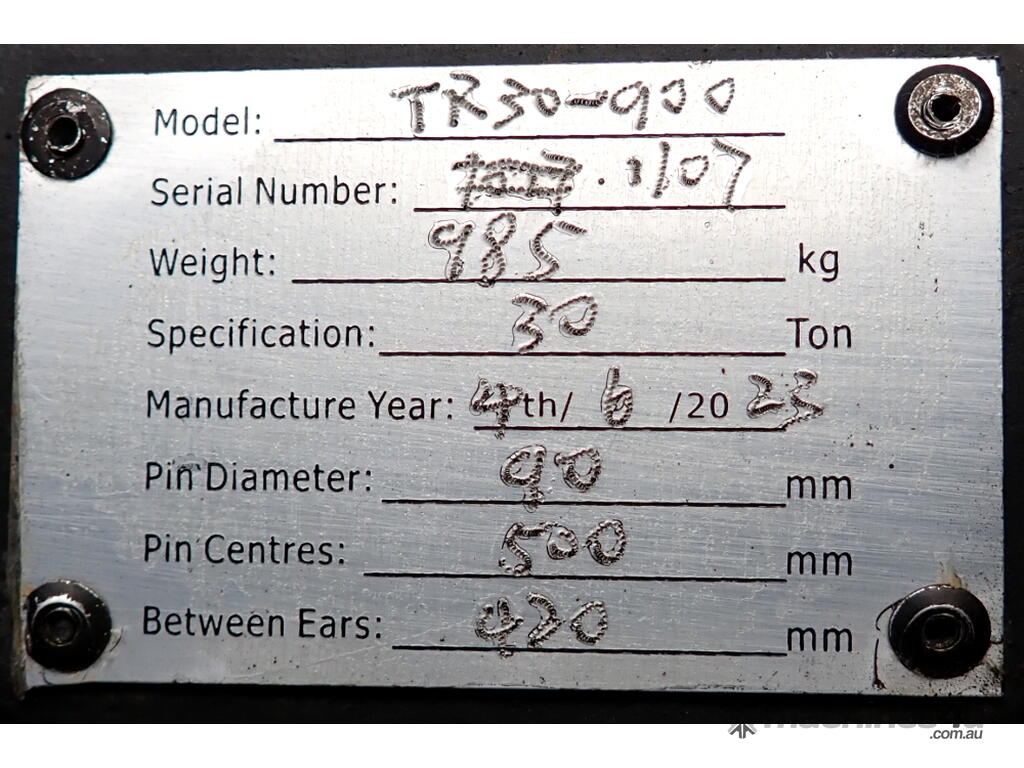 Model: TR30-900
Serial Number: .1107
Weight: 985 kg
Specification: 30 Ton
Manufacture Year: 4th/ 6 /2023
Pin Diameter: 90 mm
Pin Centres: 500 mm
Between Ears: 420 mm
.com.au